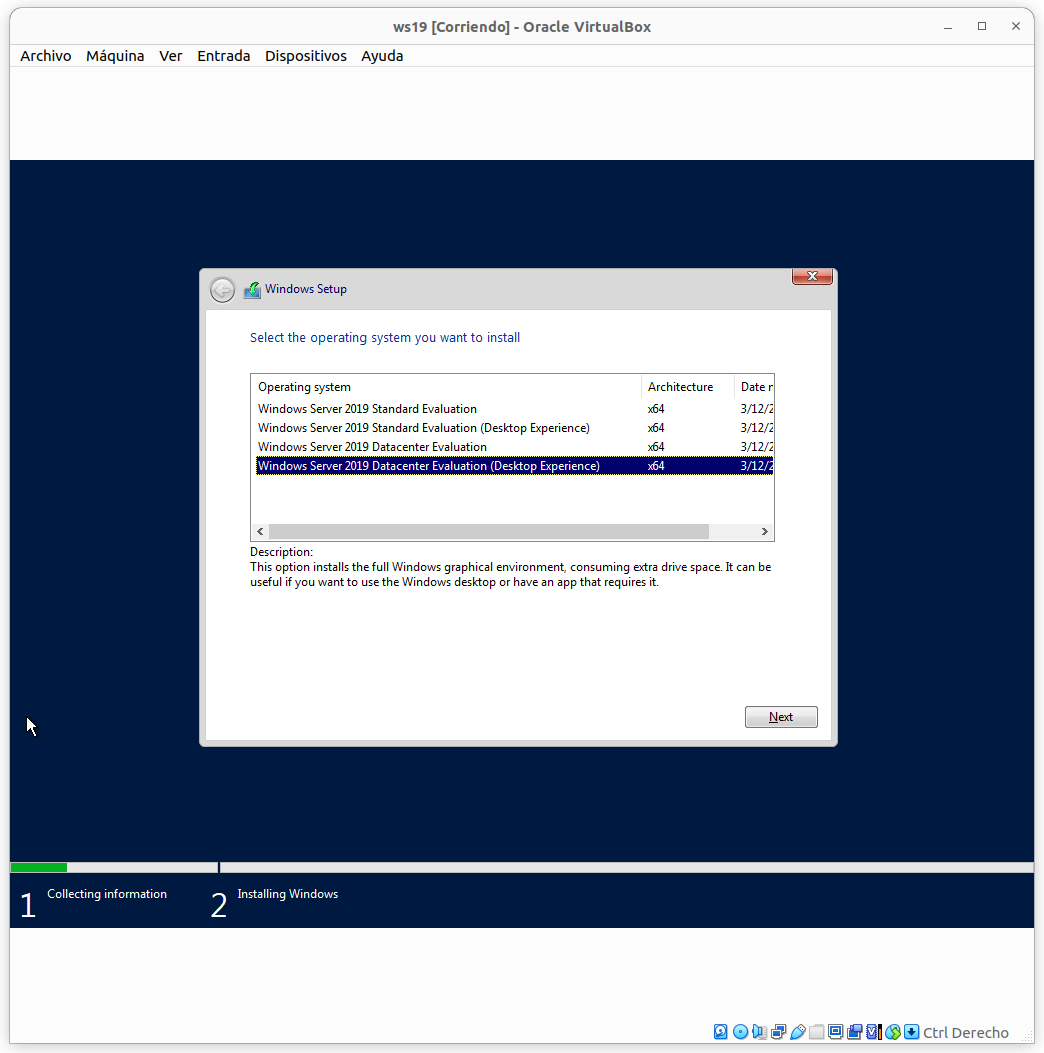 ws19 [Corriendo] - Oracle VirtualBox
Archivo Máquina Ver Entrada Dispositivos Ayuda
Windows Setup
Select the operating system you want to install
Operating system Architecture Date
Windows Server 2019 Standard Evaluation x64 3/12/2
Windows Server 2019 Standard Evaluation (Desktop Experience) x64 3/12/2
Windows Server 2019 Datacenter Evaluation x64 3/12/2
Windows Server 2019 Datacenter Evaluation (Desktop Experience) x64 3/12/2
Description:
This option installs the full Windows graphical environment, consuming extra drive space. It can be
useful if you want to use the Windows desktop or have an app that requires it.
Next
1 Collecting information 2 Installing Windows
Ctrl Derecho